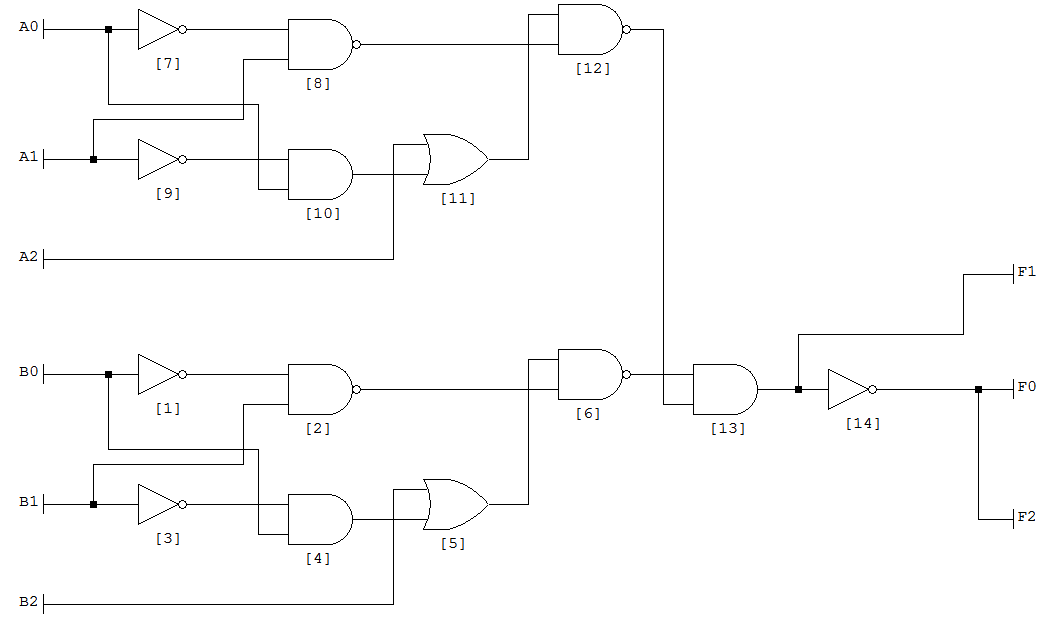 A0
[7]
[8]
[12]
A1
[9]
[10]
[11]
A2
F1
B0
[1]
[2]
[6]
[13]
[14]
F0
B1
[3]
[4]
[5]
F2
B2